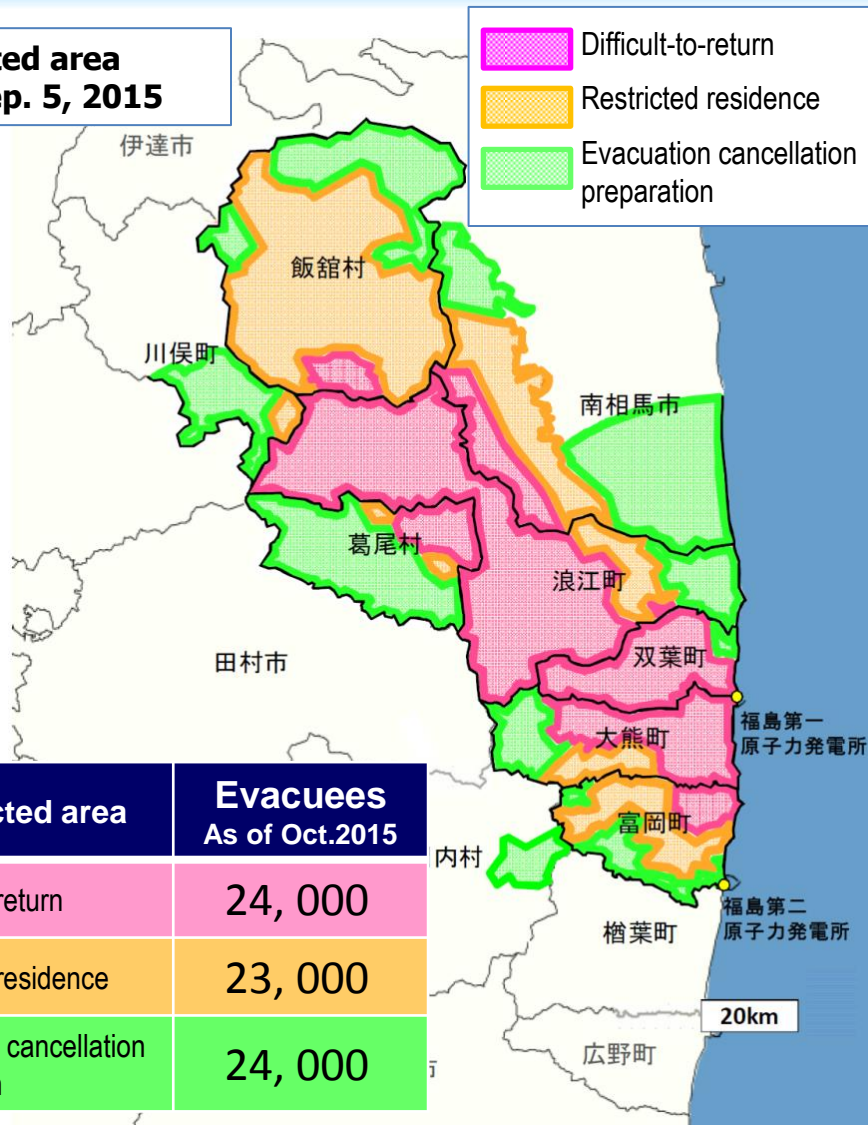 ted area
ep. 5, 2015
Difficult-to-return
Restricted residence
Evacuation cancellation
preparation
伊達市
飯舘村
川俣町
南相馬市
葛尾村
浪江町
双葉町
田村市
福島第一
原子力発電所
大熊町
富岡町
内村
福島第二
原子力発電所
楢葉町
20km
広野町
cted area
Evacuees
As of Oct.2015
return
24, 000
residence
23, 000
cancellation
24, 000